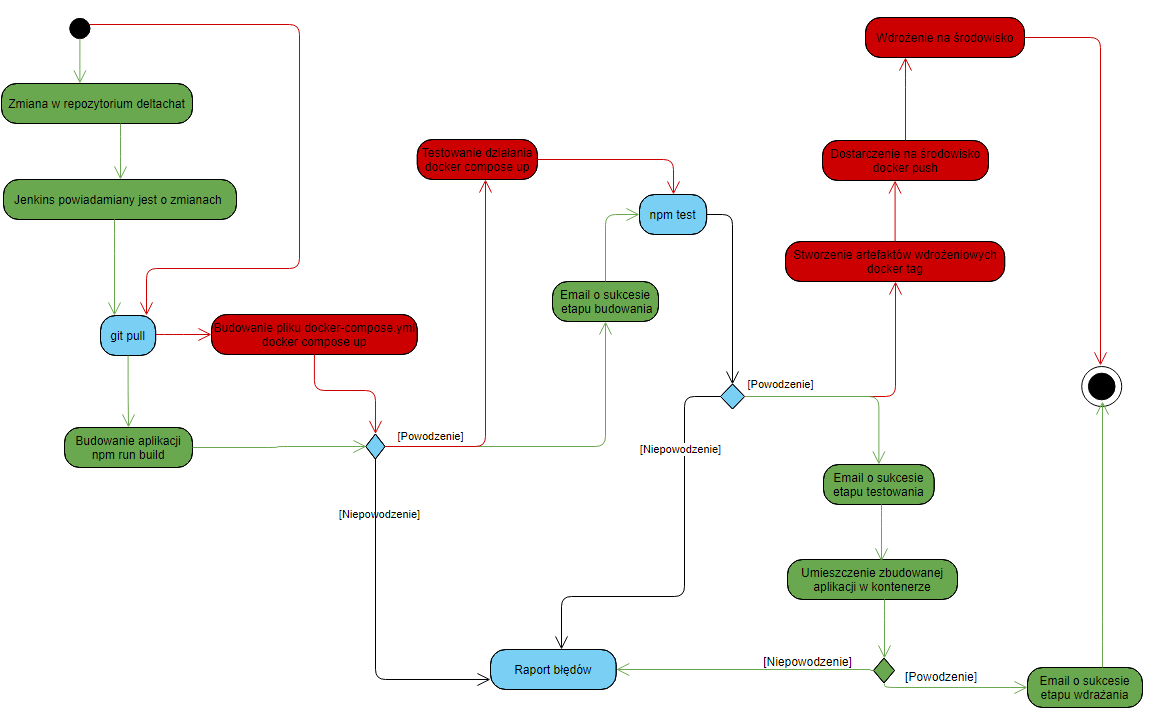 Wdrożenie na środowisko
Zmiana w repozytorium deltachat
Testowanie działania
docker compose up
Dostarczenie na środowisko
docker push
Jenkins powiadamiany jest o zmianach
npm test
Stworzenie artefaktów wdrożeniowych
docker tag
Email o sukcesie
etapu budowania
git pull
Budowanie pliku docker-compose.yml
docker compose up
[Powodzenie]
[Powodzenie]
Budowanie aplikacji
npm run build
[Niepowodzenie]
Email o sukcesie
etapu testowania
[Niepowodzenie]
Umieszczenie zbudowanej
aplikacji w kontenerze
Raport błędów
[Niepowodzenie]
[Powodzenie]
Email o sukcesie
etapu wdrażania